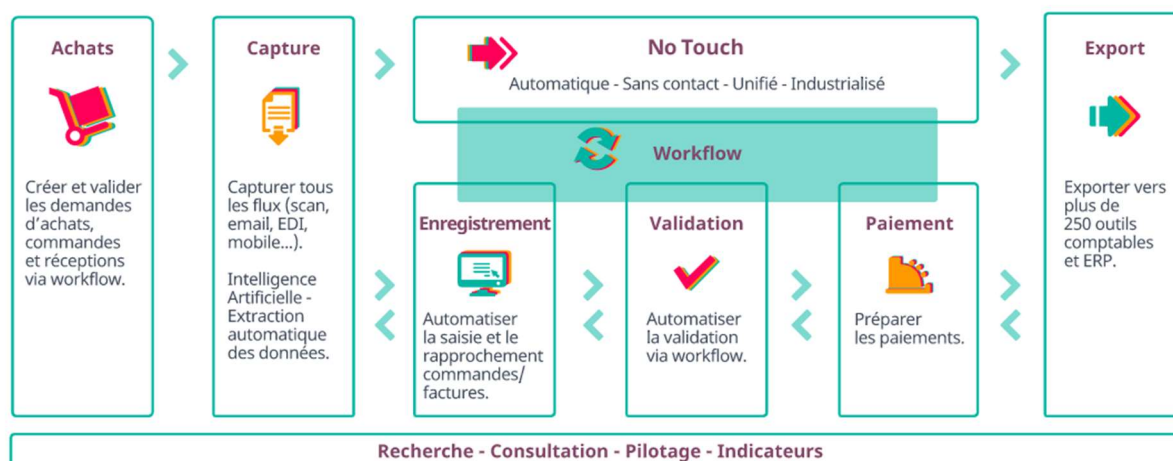 Achats
Créer et valider
les demandes
d'achats,
commandes
et réceptions
via workflow.
Capture
Capturer tous
les flux (scan,
email, EDI,
mobile...).
Intelligence
Artificielle -
Extraction
automatique
des données.
No Touch
Automatique - Sans contact - Unifié - Industrialisé
Workflow
Enregistrement
Automatiser
la saisie et le
rapprochement
commandes/
factures.
Validation
Automatiser
la validation
via workflow.
Paiement
Préparer
les paiements.
Export
Exporter vers
plus de
250 outils
comptables
et ERP.
Recherche - Consultation - Pilotage - Indicateurs